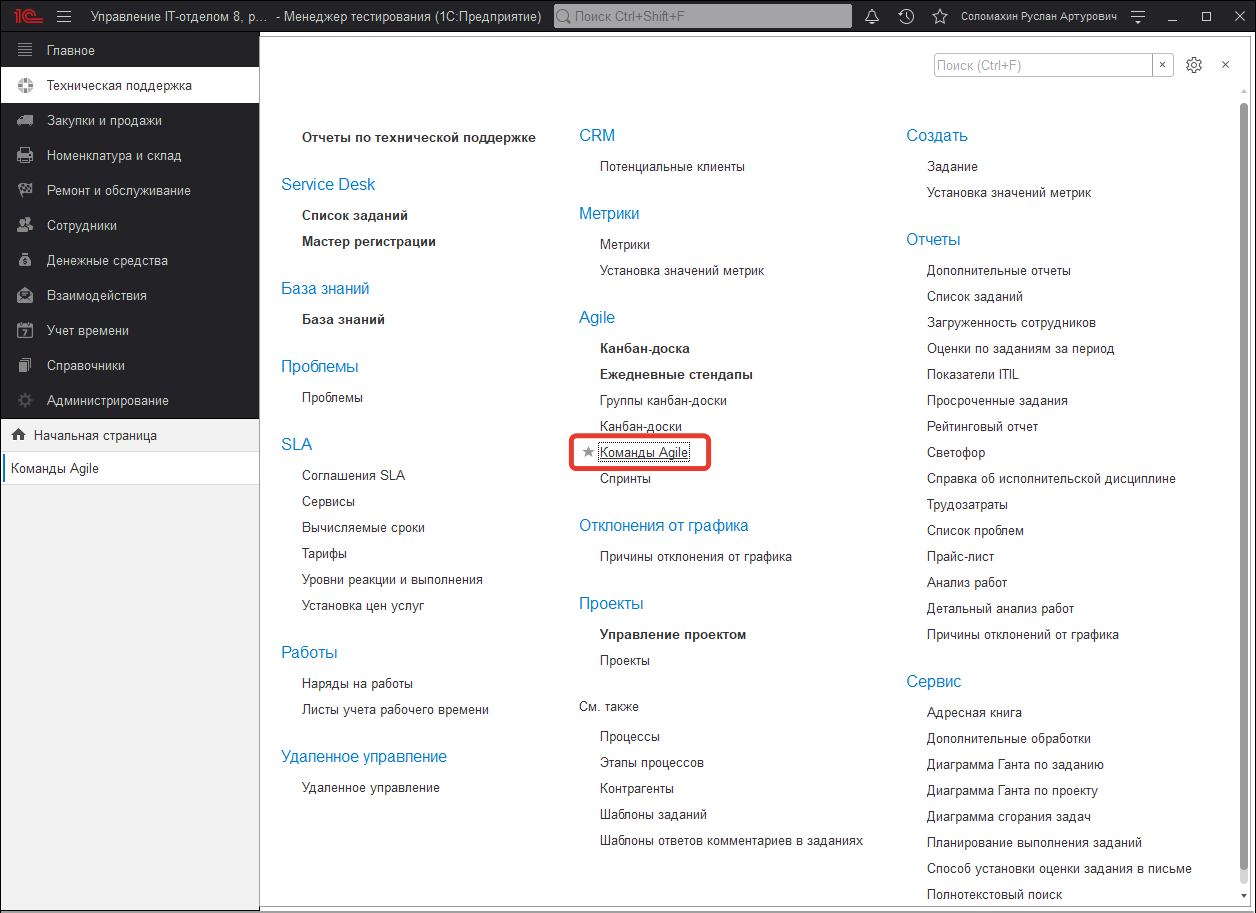 1С
Управление IT-отделом 8, р... - Менеджер тестирования (1С:Предприятие)
Поиск Ctrl+Shift+F
Соломахин Руслан Артурович
Главное
Техническая поддержка
Закупки и продажи
Номенклатура и склад
Ремонт и обслуживание
Сотрудники
Денежные средства
Взаимодействия
Учет времени
Справочники
Администрирование
Начальная страница
Команды Agile
Поиск (Ctrl+F)
Отчеты по технической поддержке
Service Desk
Список заданий
Мастер регистрации
База знаний
База знаний
Проблемы
Проблемы
SLA
Соглашения SLA
Сервисы
Вычисляемые сроки
Тарифы
Уровни реакции и выполнения
Установка цен услуг
Работы
Наряды на работы
Листы учета рабочего времени
Удаленное управление
Удаленное управление
CRM
Потенциальные клиенты
Метрики
Метрики
Установка значений метрик
Agile
Канбан-доска
Ежедневные стендапы
Группы канбан-доски
Канбан-доски
Команды Agile
Спринты
Отклонения от графика
Причины отклонения от графика
Проекты
Управление проектом
Проекты
См. также
Процессы
Этапы процессов
Контрагенты
Шаблоны заданий
Шаблоны ответов комментариев в заданиях
Создать
Задание
Установка значений метрик
Отчеты
Дополнительные отчеты
Список заданий
Загруженность сотрудников
Оценки по заданиям за период
Показатели ITIL
Просроченные задания
Рейтинговый отчет
Светофор
Справка об исполнительской дисциплине
Трудозатраты
Список проблем
Прайс-лист
Анализ работ
Детальный анализ работ
Причины отклонений от графика
Сервис
Адресная книга
Дополнительные обработки
Диаграмма Ганта по заданию
Диаграмма Ганта по проекту
Диаграмма сгорания задач
Планирование выполнения заданий
Способ установки оценки задания в письме
Полнотекстовый поиск